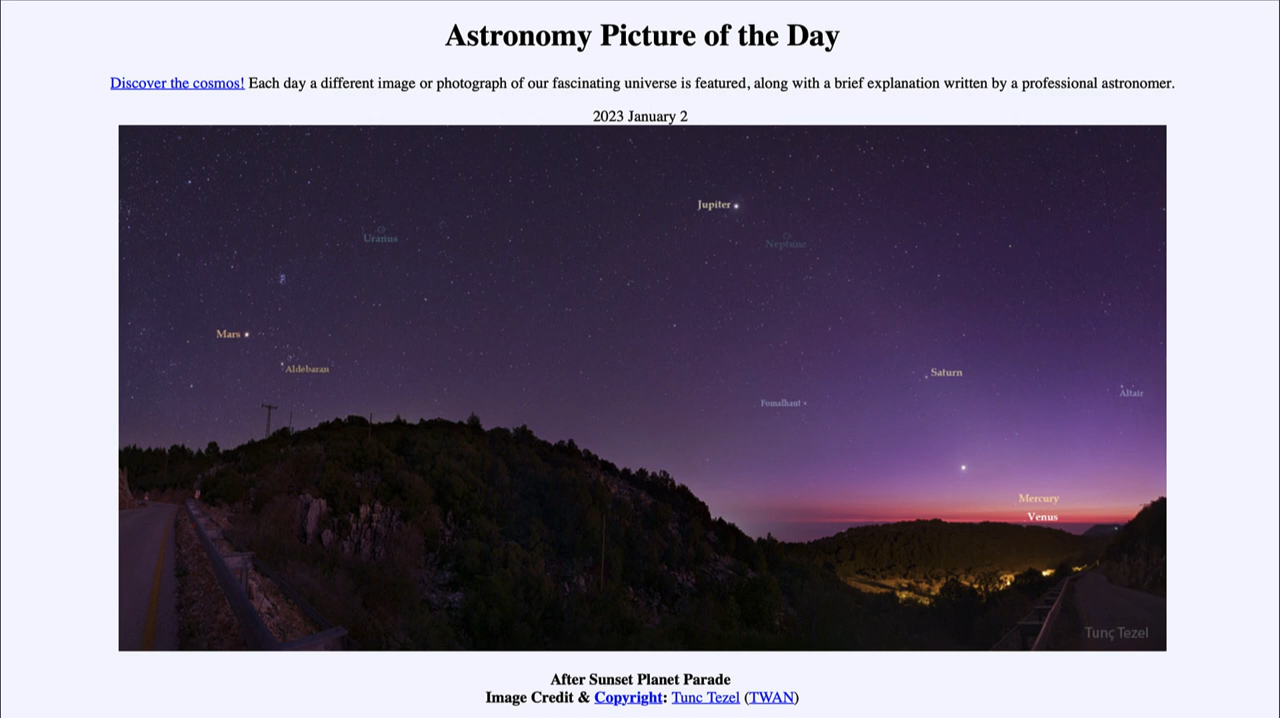 Astronomy Picture of the Day
Discover the cosmos! Each day a different image or photograph of our fascinating universe is featured, along with a brief explanation written by a professional astronomer.
2023 January 2
Jupiter
Uranus
Neptune
Mars
Aldebaran
Saturn
Altair
Fomalhaut
Mercury
Venus
Tunç Tezel
After Sunset Planet Parade
Image Credit & Copyright: Tunc Tezel (TWAN)